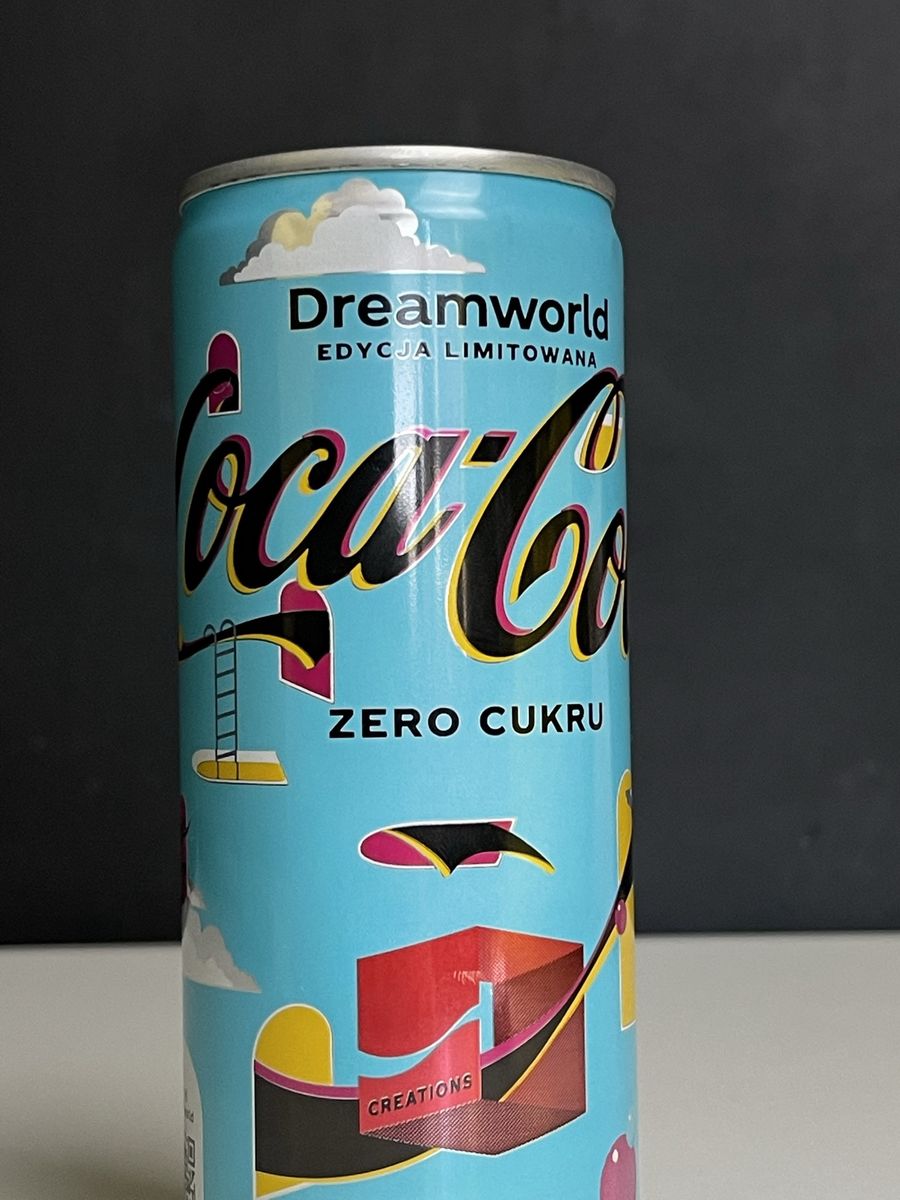 Dreamworld
EDYCJA LIMITOWANA
Coca-Co
ZERO CUKRU
CREATIONS